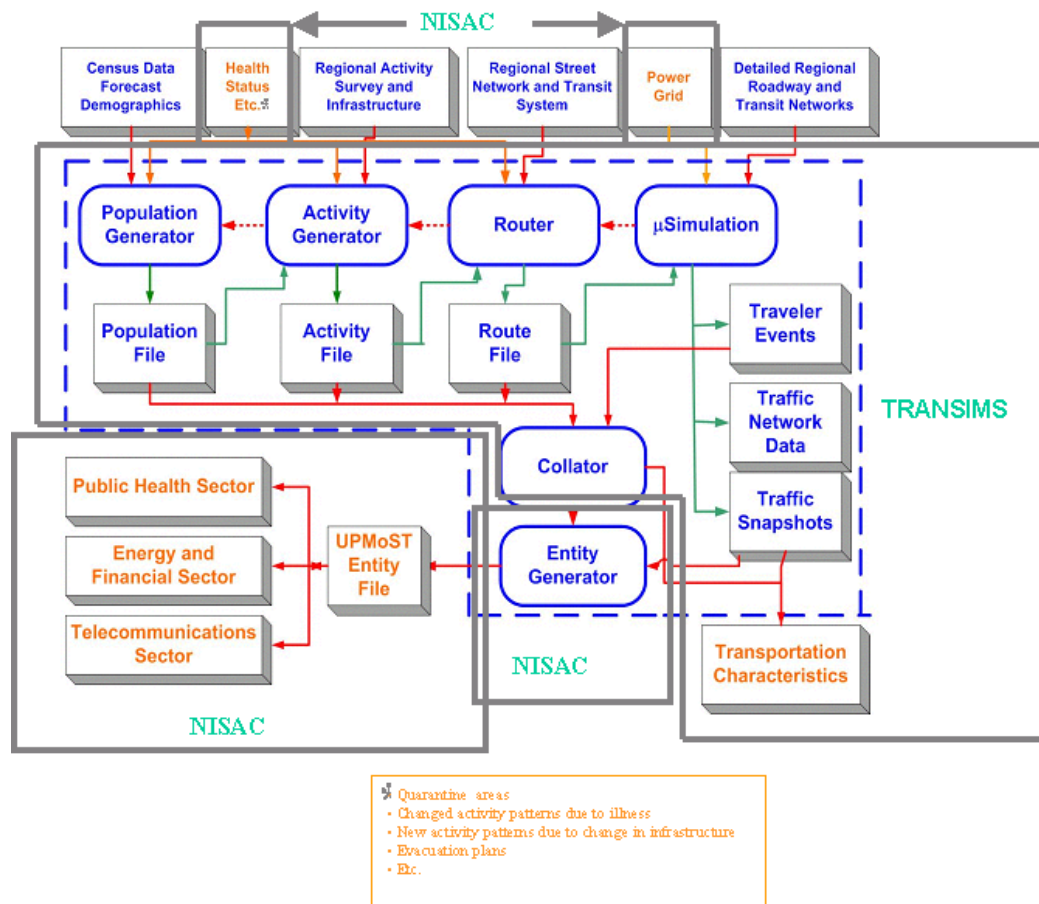 NISAC
Census Data
Forecast
Demographics
Health
Status
Etc.
Regional Activity
Survey and
Infrastructure
Regional Street
Network and Transit
System
Power
Grid
Detailed Regional
Roadway and
Transit Networks
Population
Generator
Activity
Generator
Router
μSimulation
Population
File
Activity
File
Route
File
Traveler
Events
Traffic
Network
Data
TRANSIMS
Collator
Traffic
Snapshots
Public Health Sector
Energy and
Financial Sector
Telecommunications
Sector
UPMoST
Entity
File
Entity
Generator
Transportation
Characteristics
NISAC
NISAC
Quarantine areas
• Changed activity patterns due to illness
• New activity patterns due to change in infrastructure
• Evacuation plans
• Etc.